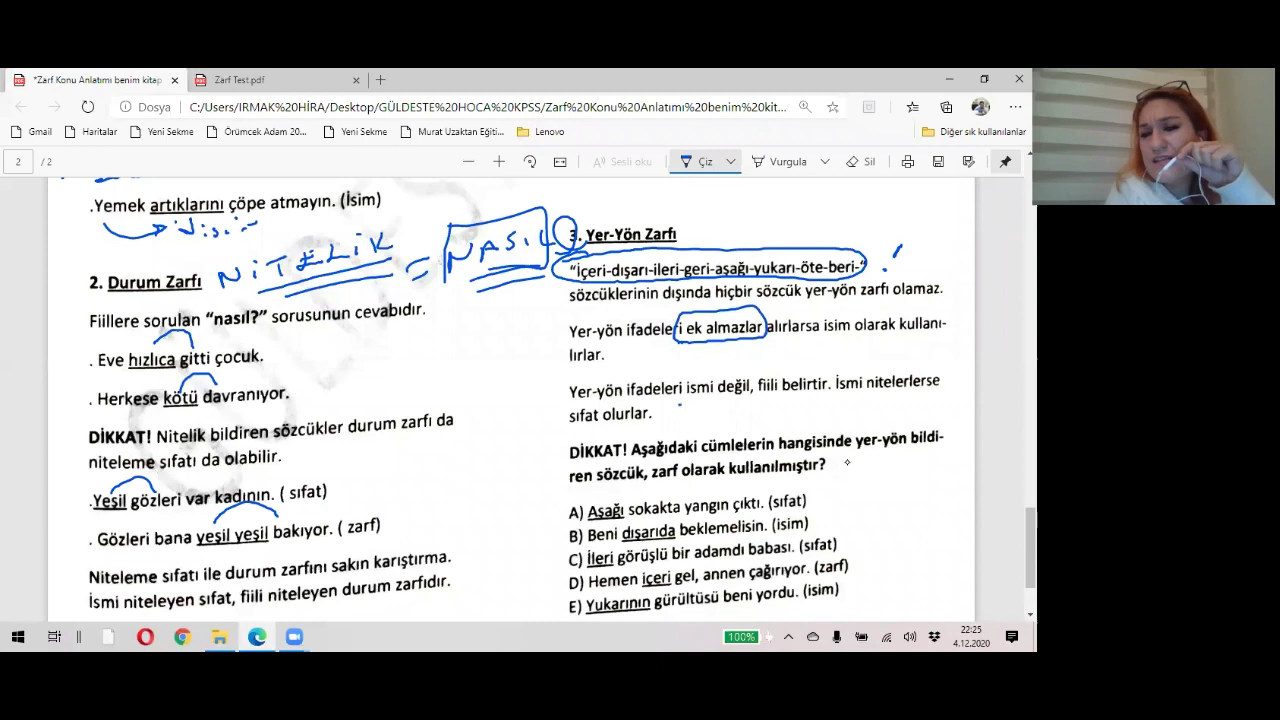 *Zarf Konu Anlatımı benim kitap
Zarf Test.pdf
Dosya
C:/Users/IRMAK%20HİRA/Desktop/GÜLDESTE%20HOCA%20KPSS/Zarf%20Konu%20Anlatımı%20benim%20kit...
Gmail
Haritalar
Yeni Sekme
Örümcek Adam 20...
Yeni Sekme
Murat Uzaktan Eğiti...
Lenovo
Diğer sık kullanılanlar
2 / 2
Sesli oku
Çiz
Vurgula
Sil
.Yemek artıklarını çöpe atmayın. (İsim)
NİTELİK = NASIL
2. Durum Zarfı
Fiillere sorulan "nasıl?" sorusunun cevabıdır.
. Eve hızlıca gitti çocuk.
. Herkese kötü davranıyor.
DİKKAT! Nitelik bildiren sözcükler durum zarfı da
niteleme sıfatı da olabilir.
.Yeşil gözleri var kadının. ( sıfat)
. Gözleri bana yeşil yeşil bakıyor. ( zarf)
Niteleme sıfatı ile durum zarfını sakın karıştırma.
İsmi niteleyen sıfat, fiili niteleyen durum zarfıdır.
3. Yer-Yön Zarfı
"İçeri-dışarı-ileri-geri-aşağı-yukarı-öte-beri-" !
sözcüklerinin dışında hiçbir sözcük yer-yön zarfı olamaz.
Yer-yön ifadeleri ek almazlar alırlarsa isim olarak kullanı-
lırlar.
Yer-yön ifadeleri ismi değil, fiili belirtir. İsmi nitelerlerse
sıfat olurlar.
DİKKAT! Aşağıdaki cümlelerin hangisinde yer-yön bildi-
ren sözcük, zarf olarak kullanılmıştır?
A) Aşağı sokakta yangın çıktı. (sıfat)
B) Beni dışarıda beklemelisin. (isim)
C) İleri görüşlü bir adamdı babası. (sıfat)
D) Hemen içeri gel, annen çağırıyor. (zarf)
E) Yukarının gürültüsü beni yordu. (isim)
100%
22:25
4.12.2020